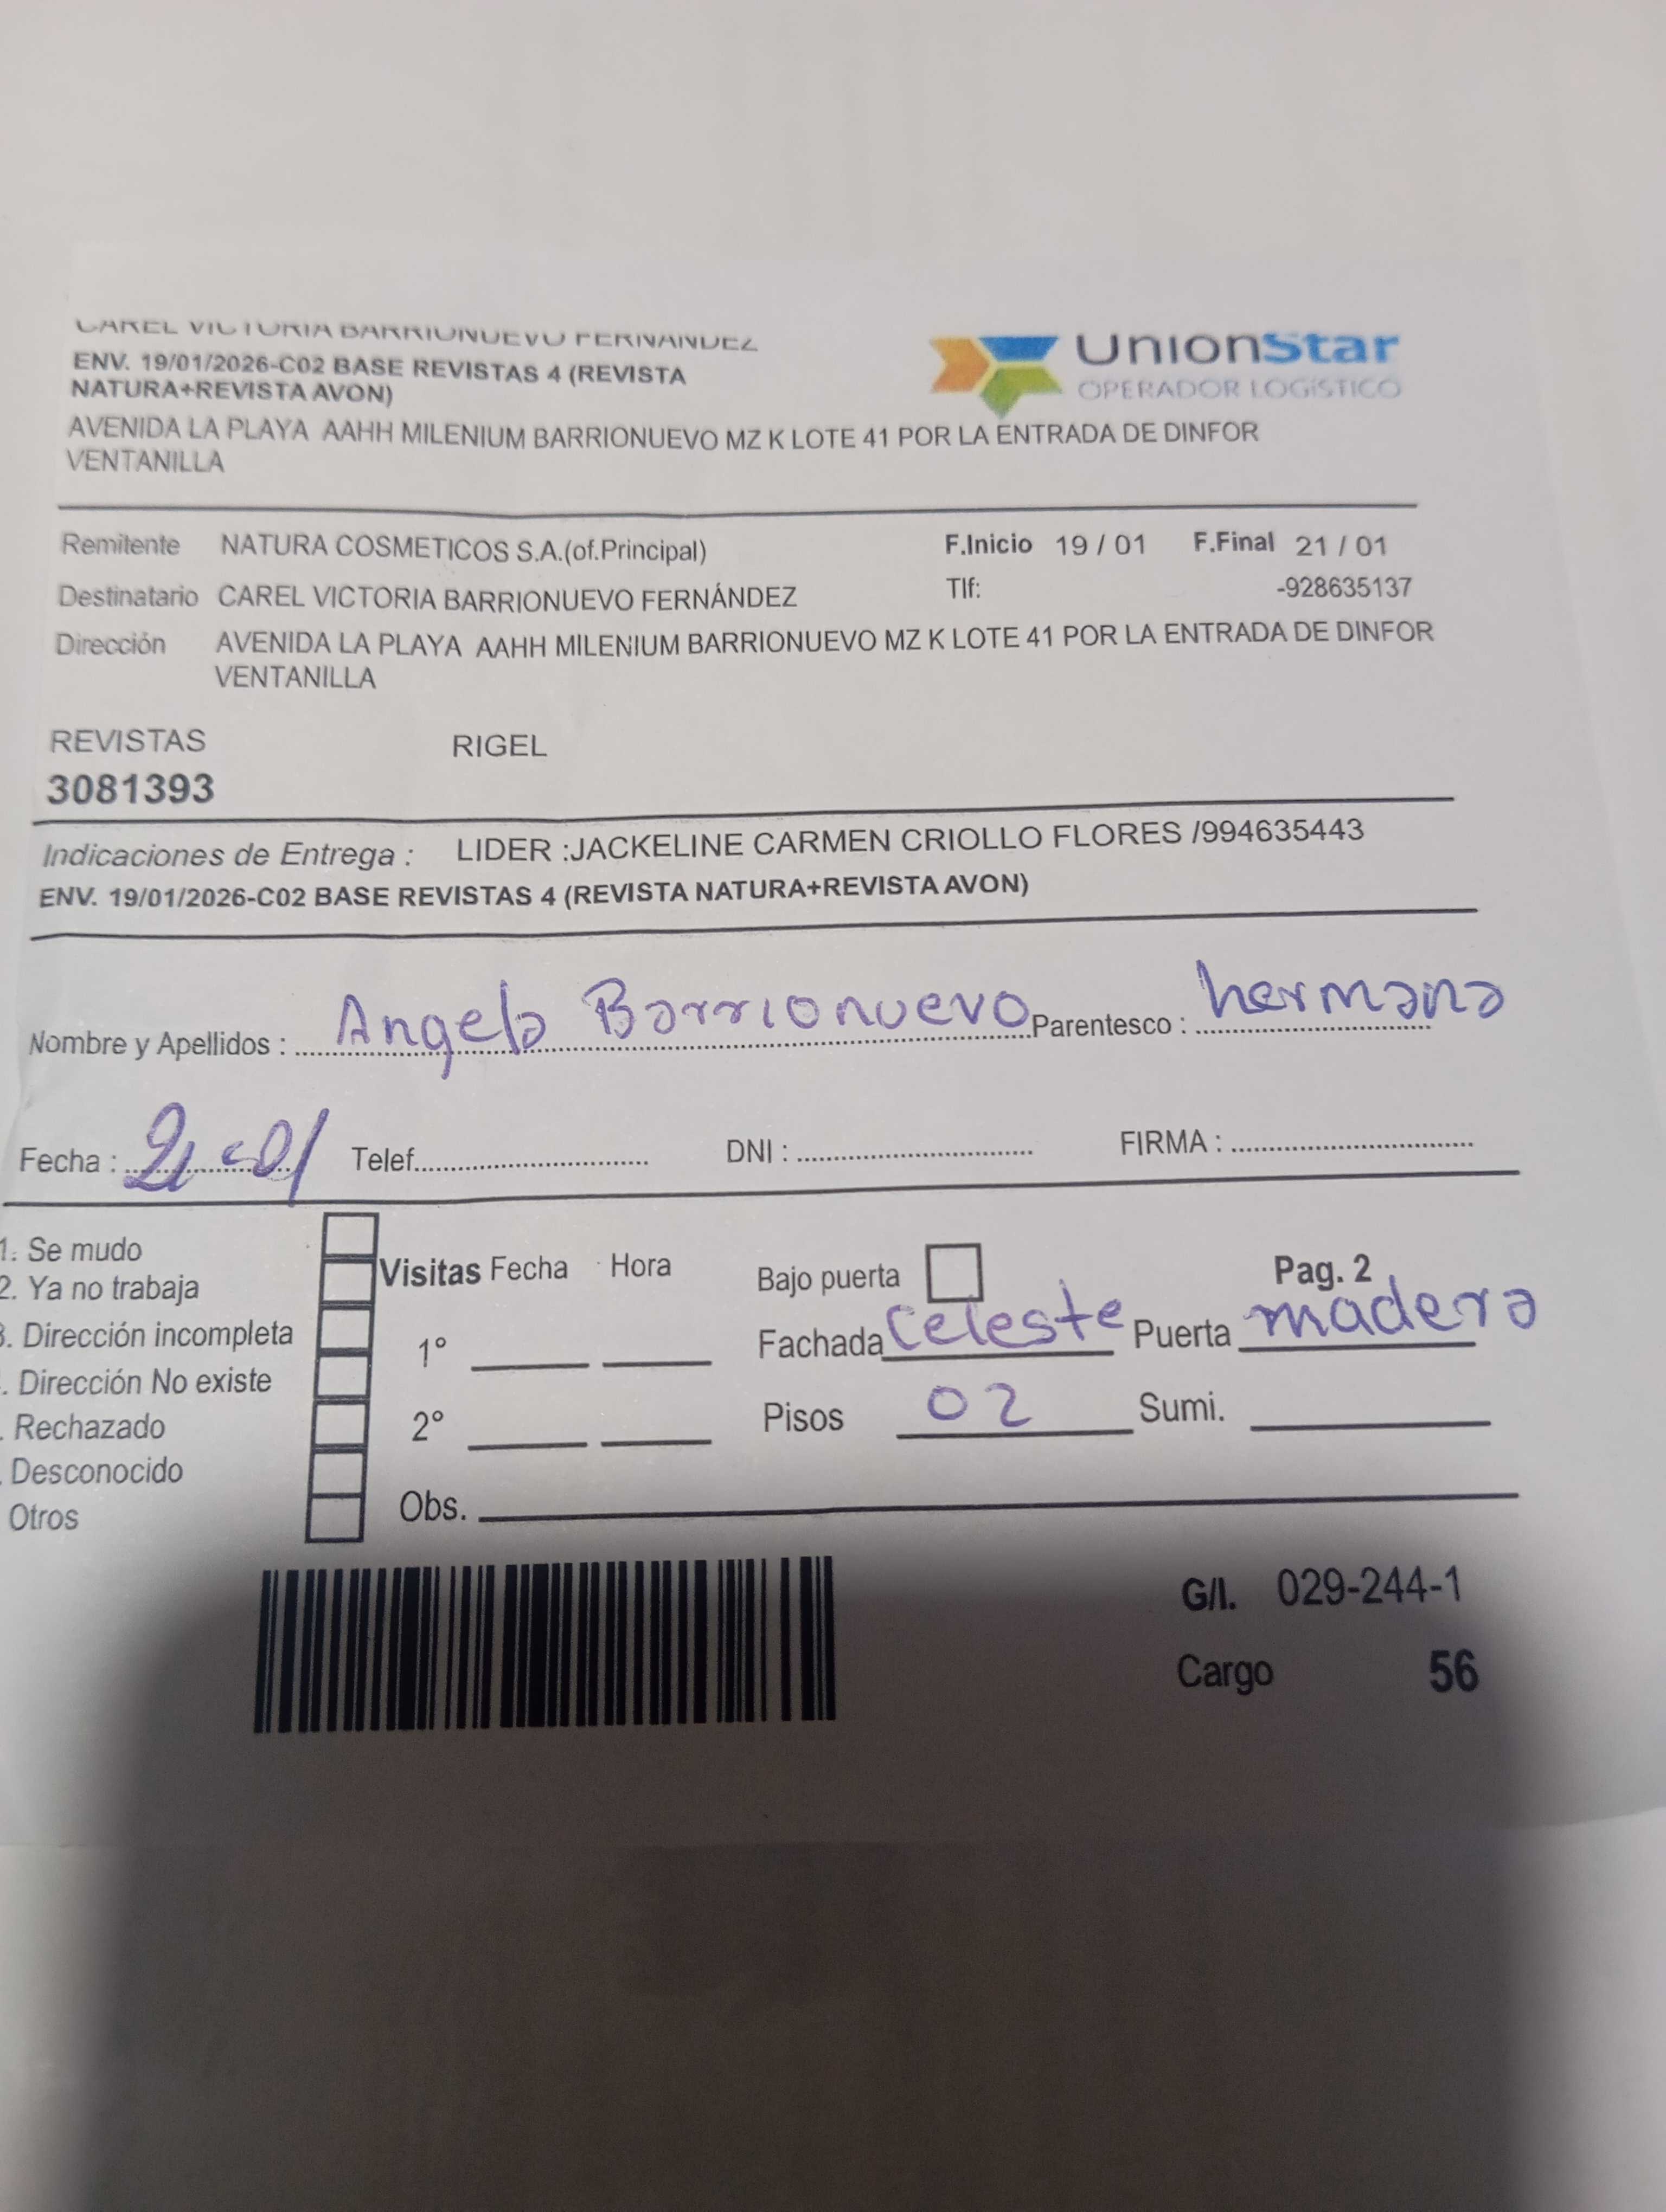 CAREL VICTORIA BARRIONUEVO FERNÁNDEZ
UnionStar
ENV. 19/01/2026-C02 BASE REVISTAS 4 (REVISTA
NATURA+REVISTA AVON)
OPERADOR LOGÍSTICO
AVENIDA LA PLAYA AAHH MILENIUM BARRIONUEVO MZ K LOTE 41 POR LA ENTRADA DE DINFOR
VENTANILLA
Remitente NATURA COSMETICOS S.A.(of.Principal) F.Inicio 19 / 01 F.Final 21 / 01
Destinatario CAREL VICTORIA BARRIONUEVO FERNÁNDEZ Tlf: -928635137
Dirección AVENIDA LA PLAYA AAHH MILENIUM BARRIONUEVO MZ K LOTE 41 POR LA ENTRADA DE DINFOR
VENTANILLA
REVISTAS RIGEL
3081393
Indicaciones de Entrega : LIDER :JACKELINE CARMEN CRIOLLO FLORES /994635443
ENV. 19/01/2026-C02 BASE REVISTAS 4 (REVISTA NATURA+REVISTA AVON)
Nombre y Apellidos : Angela Barrionuevo Parentesco : hermana
Fecha : Telef. DNI : FIRMA :
1. Se mudo
2. Ya no trabaja
. Dirección incompleta
. Dirección No existe
. Rechazado
. Desconocido
Otros
Visitas Fecha Hora
1°
2°
Obs.
Bajo puerta Pag. 2
Fachada celeste Puerta madera
Pisos 02 Sumi.
G/I. 029-244-1
Cargo 56